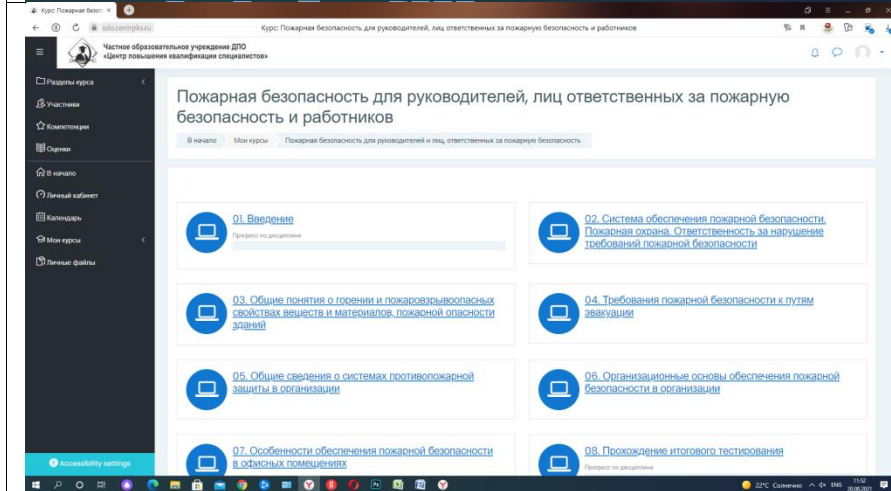 Курс: Пожарная безопас
sdo.centrpks.ru
Курс: Пожарная безопасность для руководителей, лиц ответственных за пожарную безопасность и работников
Частное образовательное учреждение ДПО
«Центр повышения квалификации специалистов»
Разделы курса
Участники
Компетенции
Оценки
В начало
Личный кабинет
Календарь
Мои курсы
Личные файлы
Accessibility settings
Пожарная безопасность для руководителей, лиц ответственных за пожарную
безопасность и работников
В начало Мои курсы Пожарная безопасность для руководителей и лиц, ответственных за пожарную безопасность
01. Введение
Прогресс по дисциплине
02. Система обеспечения пожарной безопасности.
Пожарная охрана. Ответственность за нарушение
требований пожарной безопасности
03. Общие понятия о горении и пожаровзрывоопасных
свойствах веществ и материалов, пожарной опасности
зданий
04. Требования пожарной безопасности к путям
эвакуации
05. Общие сведения о системах противопожарной
защиты в организации
06. Организационные основы обеспечения пожарной
безопасности в организации
07. Особенности обеспечения пожарной безопасности
в офисных помещениях
08. Прохождение итогового тестирования
Прогресс по дисциплине
22°C Солнечно
ENG
11:52
20.08.2021